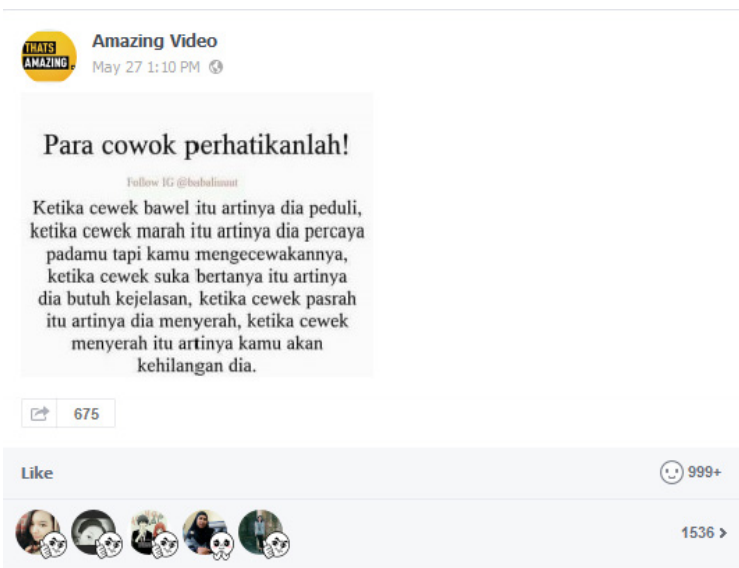 THATS
AMAZING
Amazing Video
May 27 1:10 PM
Para cowok perhatikanlah!
Follow IG
Ketika cewek bawel itu artinya dia peduli,
ketika cewek marah itu artinya dia percaya
padamu tapi kamu mengecewakannya,
ketika cewek suka bertanya itu artinya
dia butuh kejelasan, ketika cewek pasrah
itu artinya dia menyerah, ketika cewek
menyerah itu artinya kamu akan
kehilangan dia.
675
Like
999+
1536 >